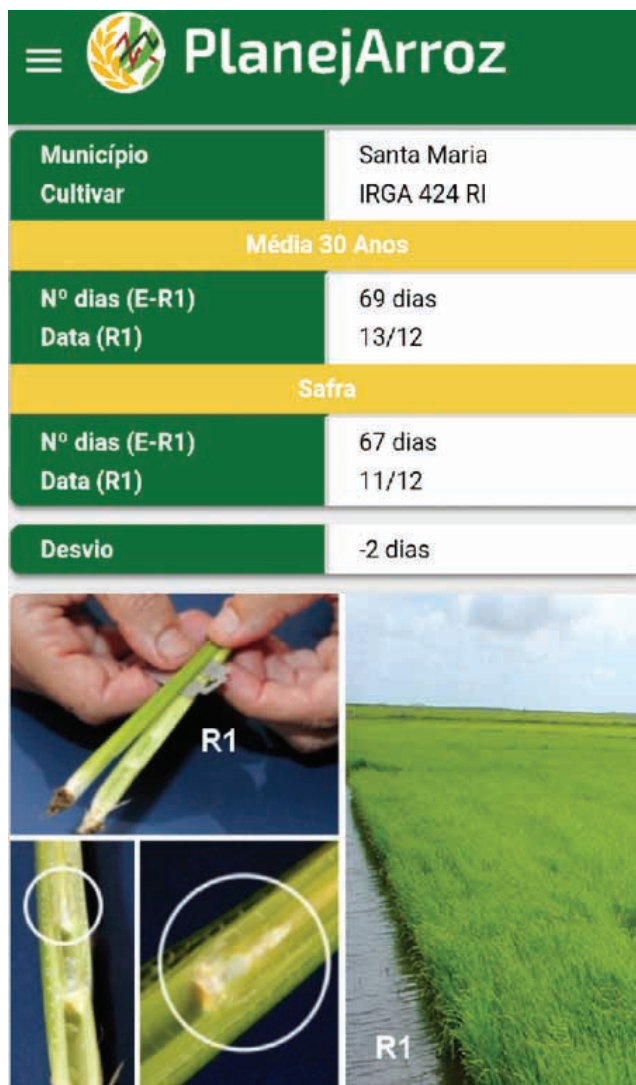 PlanejArroz
Município Santa Maria
Cultivar IRGA 424 RI
Média 30 Anos
Nº dias (E-R1) 69 dias
Data (R1) 13/12
Safra
Nº dias (E-R1) 67 dias
Data (R1) 11/12
Desvio -2 dias
R1
R1